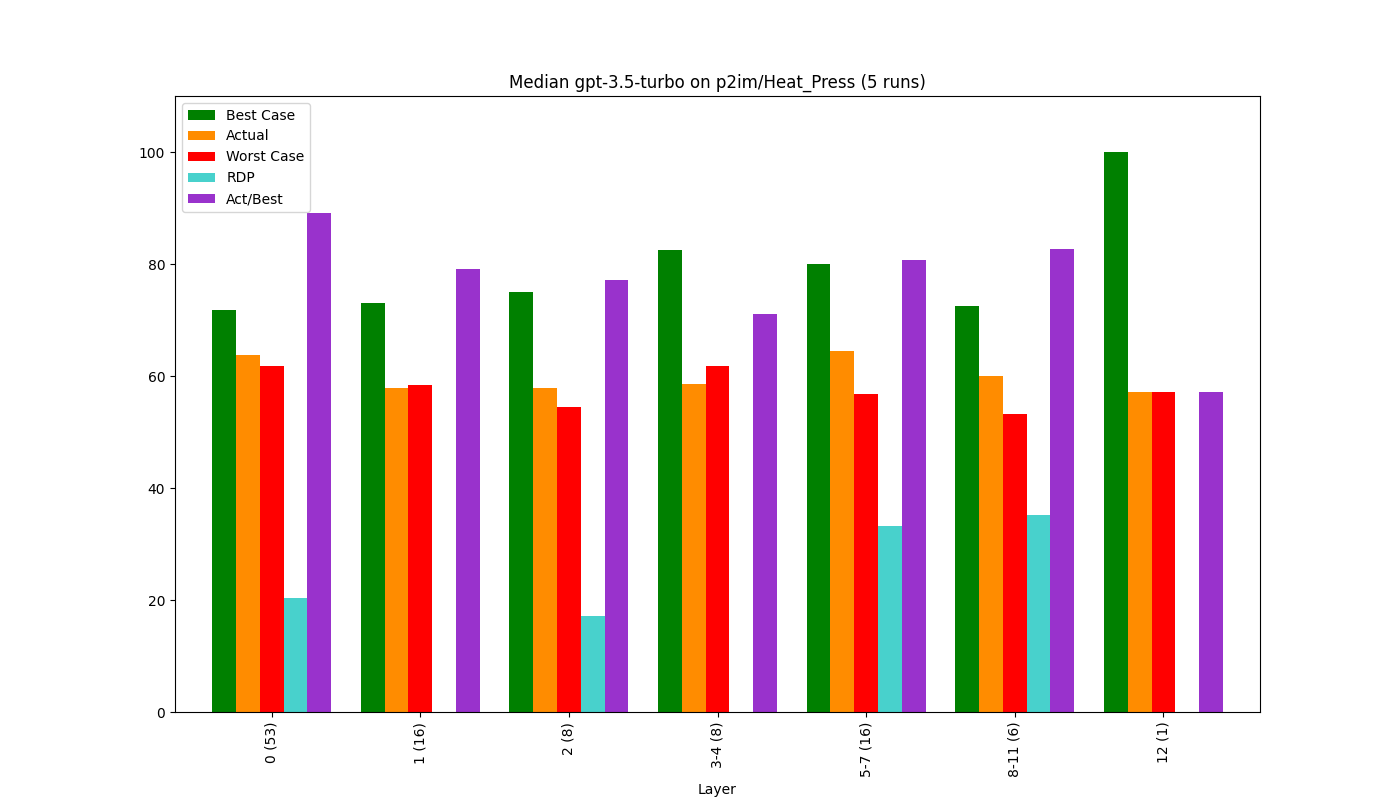 Median gpt-3.5-turbo on p2im/Heat_Press (5 runs)
Best Case
Actual
Worst Case
RDP
Act/Best
100
80
60
40
20
0
0 (53)
1 (16)
2 (8)
3-4 (8)
5-7 (16)
8-11 (6)
12 (1)
Layer